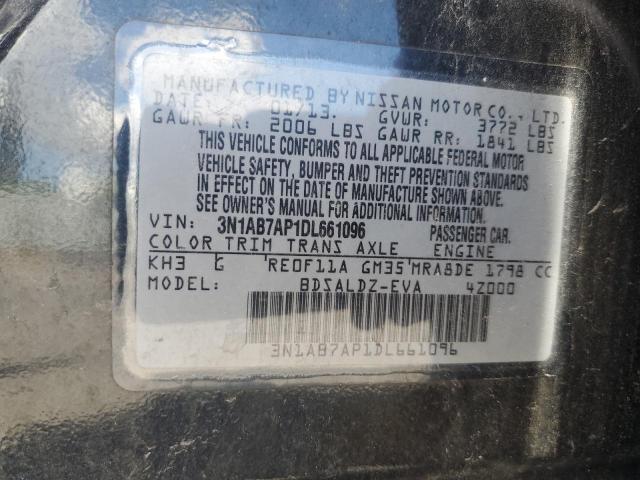 MANUFACTURED BY NISSAN MOTOR CO., LTD.
DATE: 01/13. GVWR: 3772 LBS
GAWR FR: 2006 LBS GAWR RR: 1841 LBS
THIS VEHICLE CONFORMS TO ALL APPLICABLE FEDERAL MOTOR
VEHICLE SAFETY, BUMPER AND THEFT PREVENTION STANDARDS
IN EFFECT ON THE DATE OF MANUFACTURE SHOWN ABOVE.
SEE OWNER'S MANUAL FOR ADDITIONAL INFORMATION.
VIN: 3N1AB7AP1DL661096 PASSENGER CAR.
COLOR TRIM TRANS AXLE ENGINE
KH3 G RE0F11A GM35 MRA8DE 1798 CC
MODEL: BDSALDZ-EVA 4Z000
3N1AB7AP1DL661096